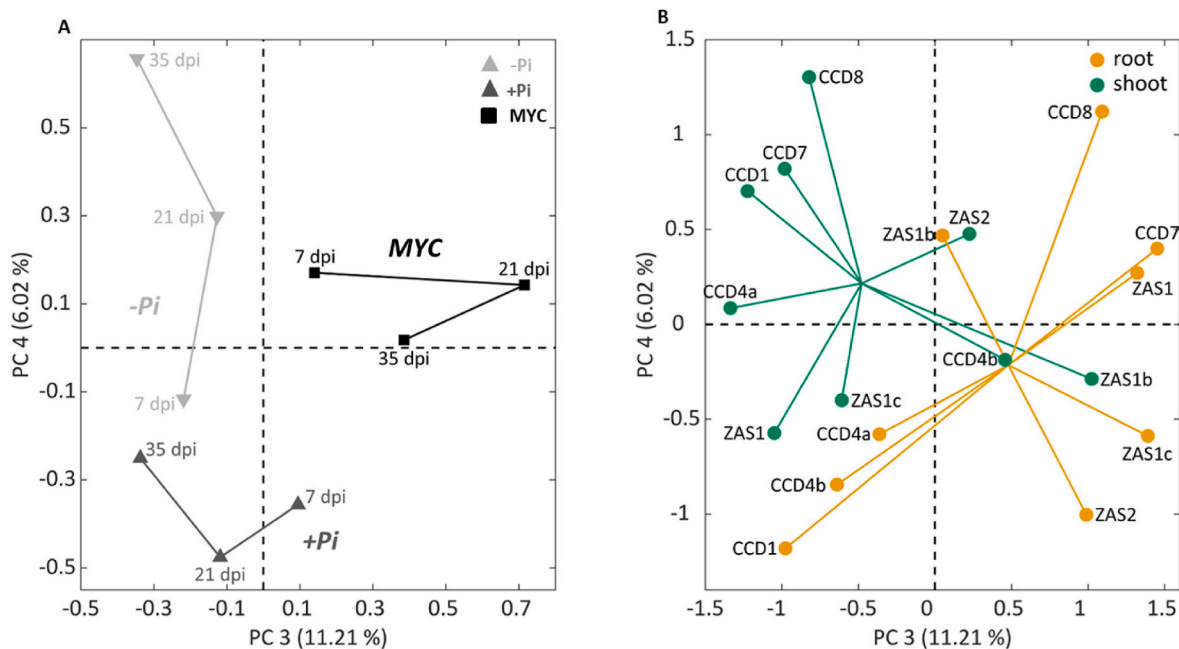 A
35 dpi
-Pi
+Pi
MYC
21 dpi
MYC
7 dpi
21 dpi
-Pi
35 dpi
7 dpi
35 dpi
7 dpi
+Pi
21 dpi
0.5
0.3
0.1
-0.1
-0.3
-0.5
PC 4 (6.02 %)
-0.5 -0.3 -0.1 0.1 0.3 0.5 0.7
PC 3 (11.21 %)
B
root
shoot
CCD8
CCD8
CCD7
CCD1
ZAS2
ZAS1b
CCD7
ZAS1
CCD4a
CCD4b
ZAS1b
ZAS1c
ZAS1
CCD4a
ZAS1c
CCD4b
ZAS2
CCD1
1.5
1
0.5
0
-0.5
-1
PC 4 (6.02 %)
-1.5 -1 -0.5 0 0.5 1 1.5
PC 3 (11.21 %)